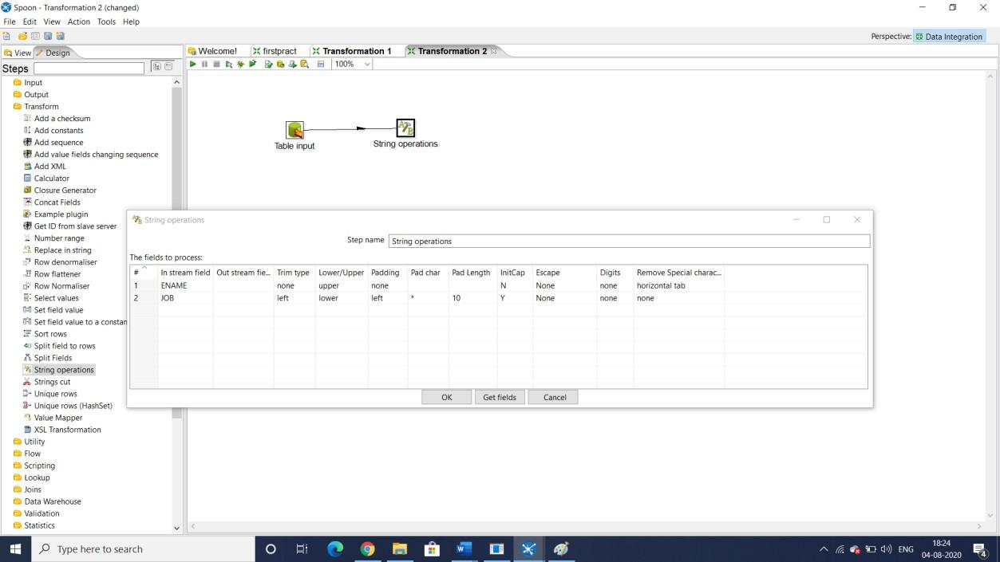 Spoon - Transformation 2 (changed)
File Edit View Action Tools Help
Perspective: Data Integration
View Design
Welcome! firstpract Transformation 1 Transformation 2
Steps
100%
Input
Output
Transform
Add a checksum
Add constants
Add sequence
Add value fields changing sequence
Add XML
Calculator
Closure Generator
Concat Fields
Example plugin
Get ID from slave server
Number range
Replace in string
Row denormaliser
Row flattener
Row Normaliser
Select values
Set field value
Set field value to a constan
Sort rows
Split field to rows
Split Fields
String operations
Strings cut
Unique rows
Unique rows (HashSet)
Value Mapper
XSL Transformation
Utility
Flow
Scripting
Lookup
Joins
Data Warehouse
Validation
Statistics
Table input
String operations
String operations
Step name String operations
The fields to process:
# In stream field Out stream fie... Trim type Lower/Upper Padding Pad char Pad Length InitCap Escape Digits Remove Special charac...
1 ENAME none upper none N None none horizontal tab
2 JOB left lower left * 10 Y None none none
OK Get fields Cancel
Type here to search
ENG
18:24
04-08-2020
4